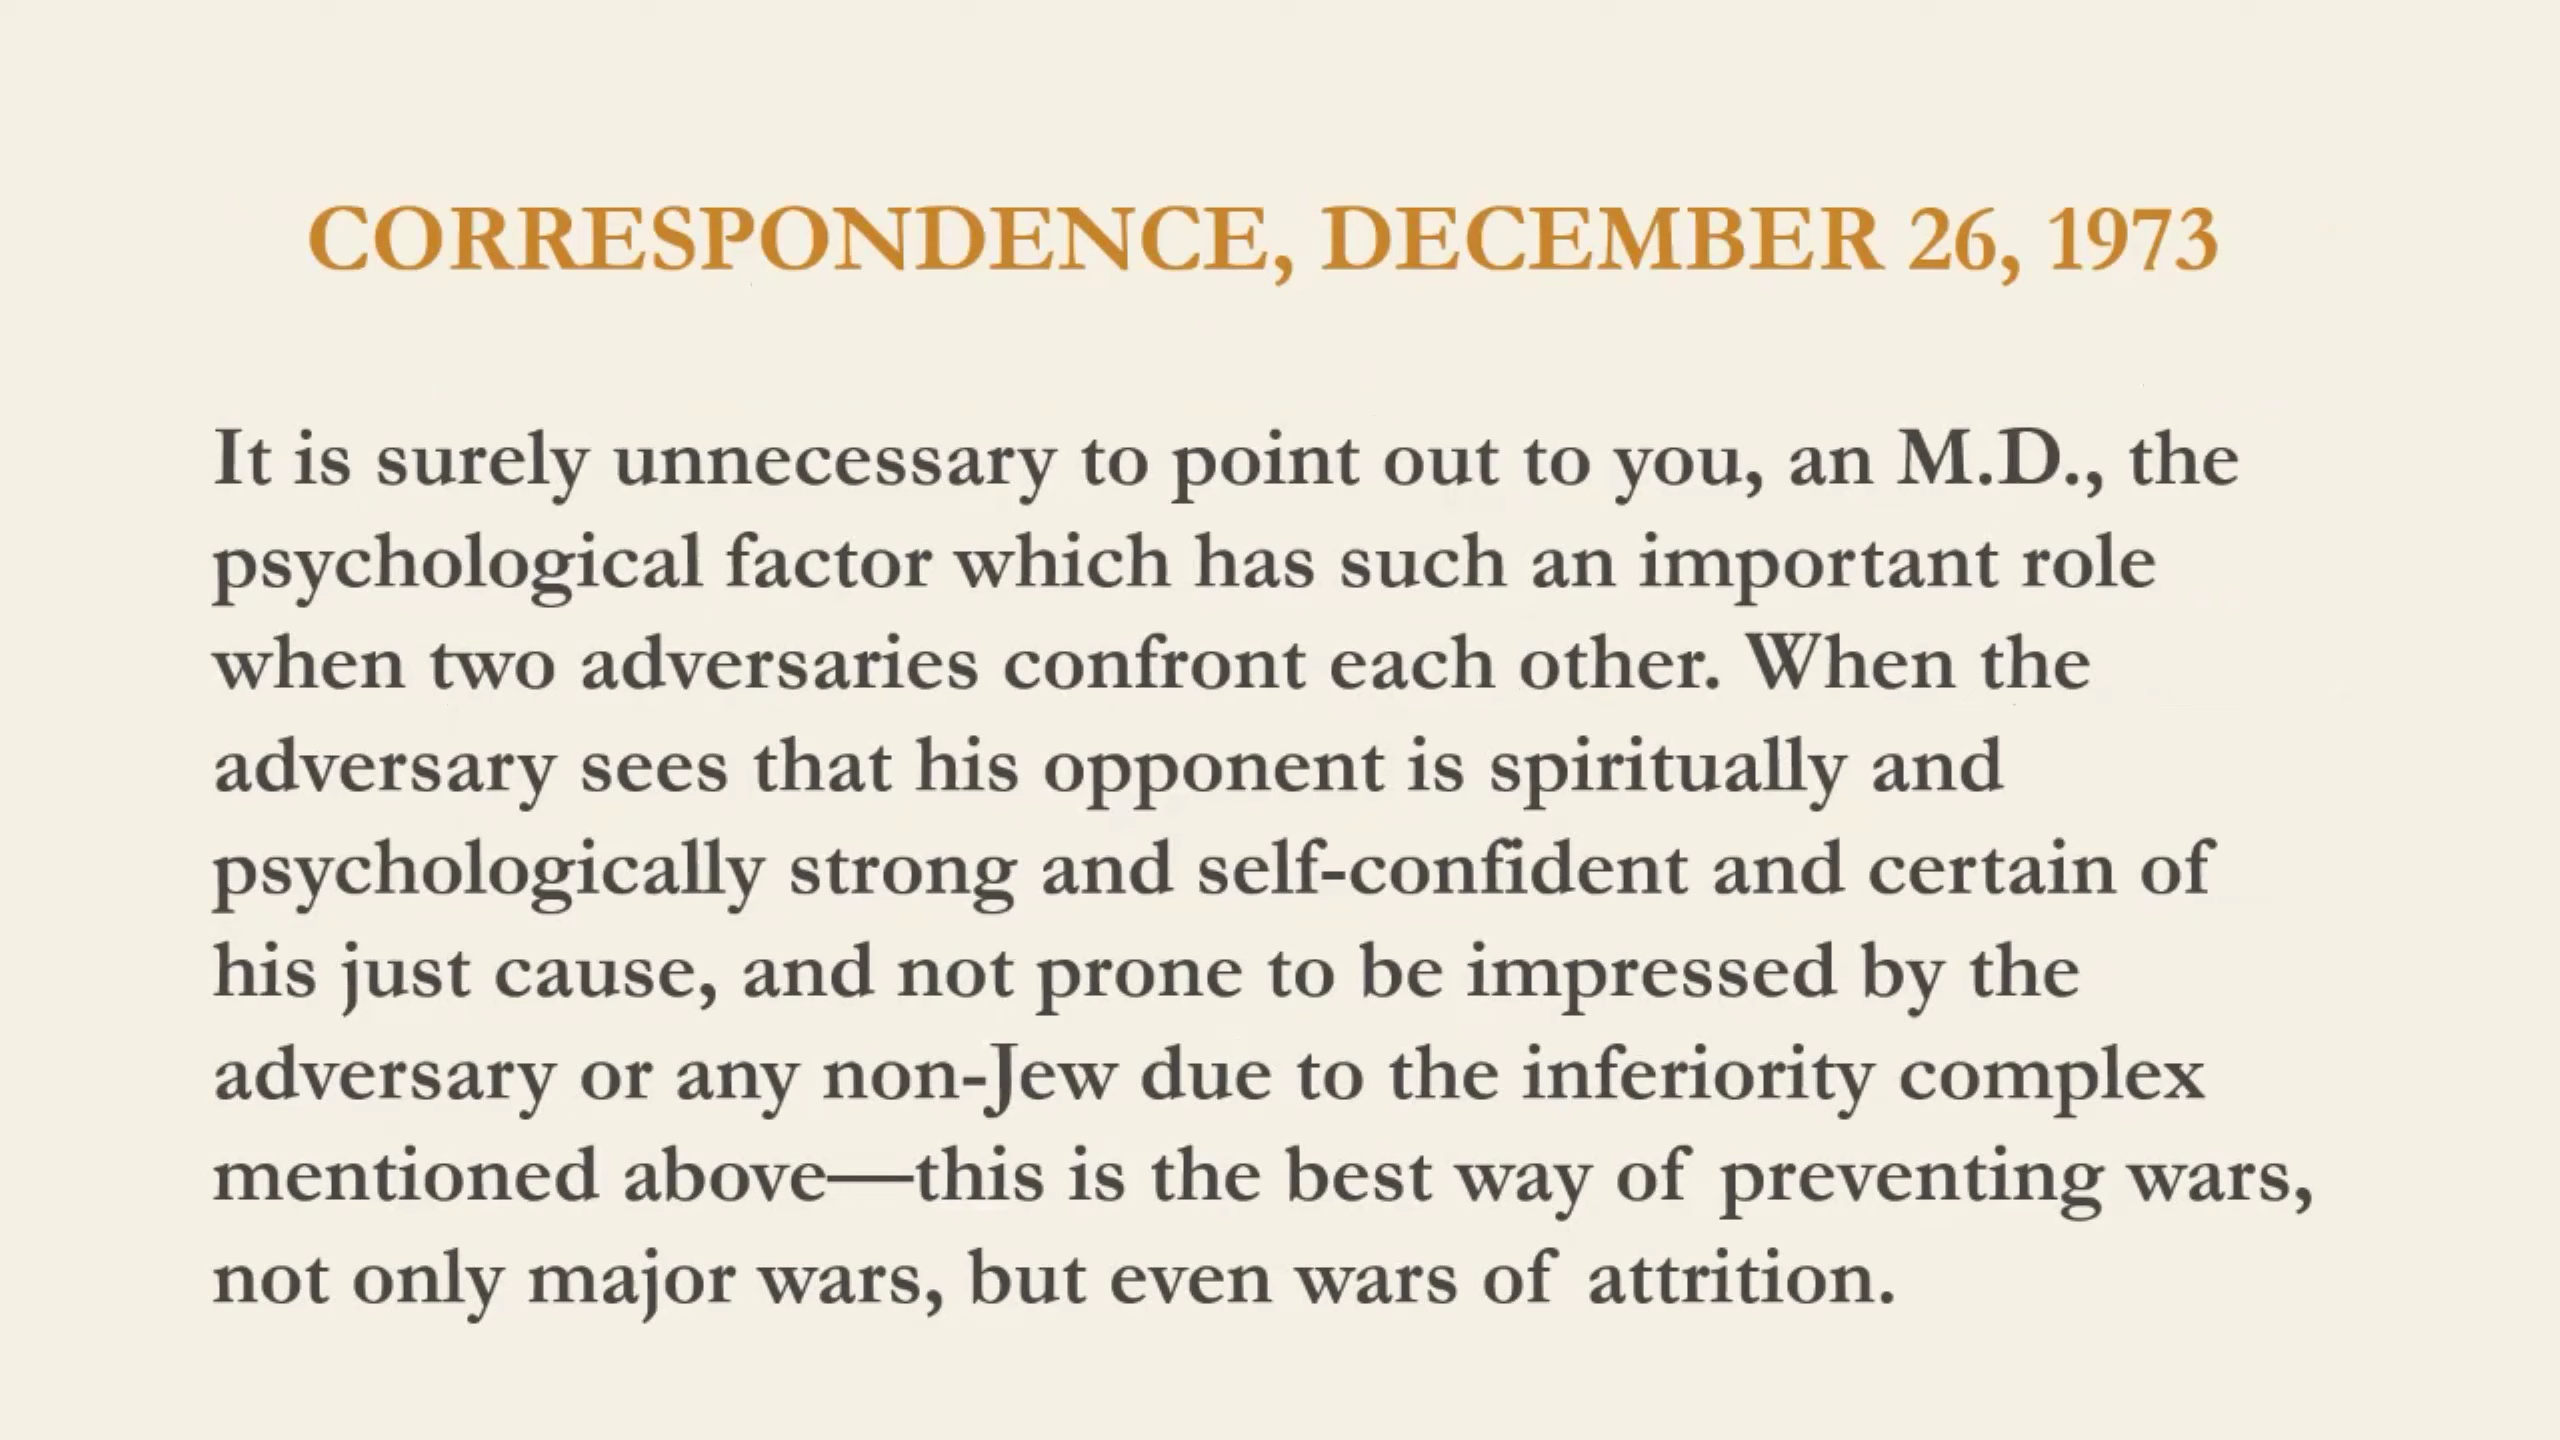 CORRESPONDENCE, DECEMBER 26, 1973
It is surely unnecessary to point out to you, an M.D., the
psychological factor which has such an important role
when two adversaries confront each other. When the
adversary sees that his opponent is spiritually and
psychologically strong and self-confident and certain of
his just cause, and not prone to be impressed by the
adversary or any non-Jew due to the inferiority complex
mentioned above—this is the best way of preventing wars,
not only major wars, but even wars of attrition.